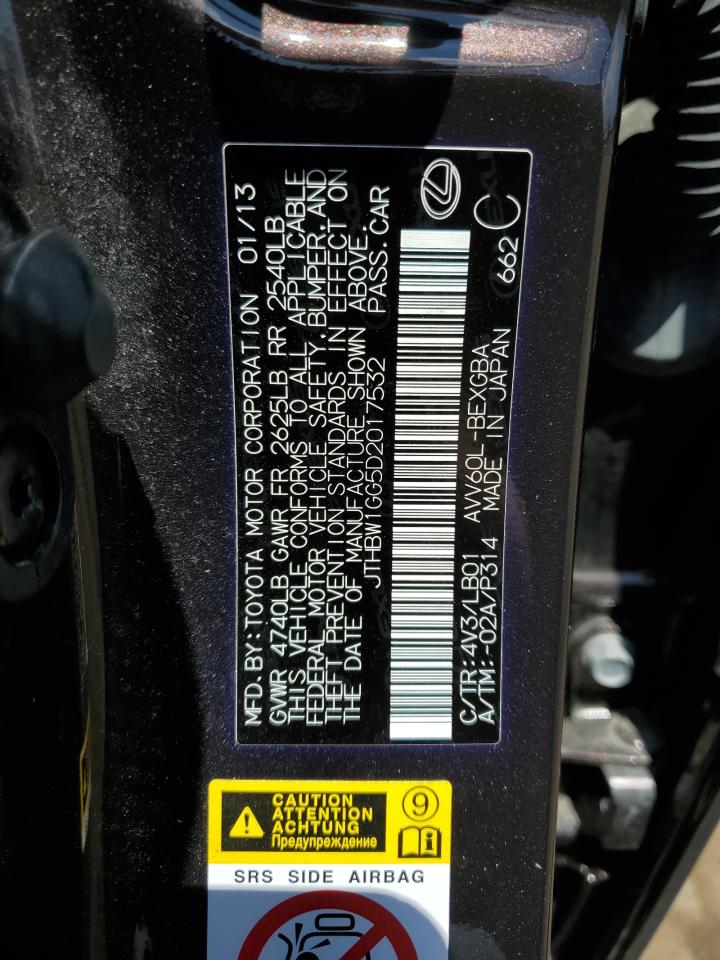 MFD. BY: TOYOTA MOTOR CORPORATION 01/13
GVWR 4740LB GAWR FR 2625LB RR 2540LB
THIS VEHICLE CONFORMS TO ALL APPLICABLE
FEDERAL MOTOR VEHICLE SAFETY, BUMPER, AND
THEFT PREVENTION STANDARDS IN EFFECT ON
THE DATE OF MANUFACTURE SHOWN ABOVE.
JTHBW1GG5D2017532 PASS. CAR
C/TR: 4V3/LB01 AVV60L-BEXGBA
A/TM: -02A/P314 MADE IN JAPAN
662 C
CAUTION
ATTENTION
ACHTUNG
Предупреждение
9
SRS SIDE AIRBAG